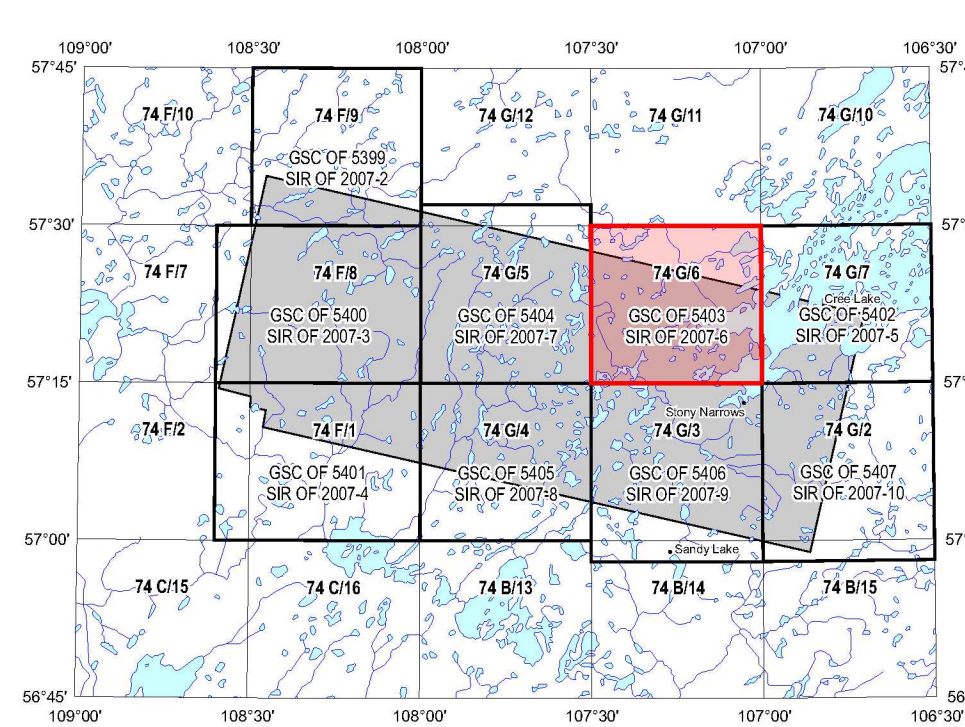 109°00'
108°30'
108°00'
107°30'
107°00'
106°30'
57°45'
74 F/10
74 F/9
74 G/12
74 G/11
74 G/10
GSC OF 5399
SIR OF 2007-2
57°30'
74 F/7
74 F/8
74 G/5
74 G/6
74 G/7
Cree Lake
GSC OF 5400
SIR OF 2007-3
GSC OF 5404
SIR OF 2007-7
GSC OF 5403
SIR OF 2007-6
GSC OF 5402
SIR OF 2007-5
57°15'
Stony Narrows
74 F/2
74 F/1
74 G/4
74 G/3
74 G/2
GSC OF 5401
SIR OF 2007-4
GSC OF 5405
SIR OF 2007-8
GSC OF 5406
SIR OF 2007-9
GSC OF 5407
SIR OF 2007-10
57°00'
Sandy Lake
74 C/15
74 C/16
74 B/13
74 B/14
74 B/15
56°45'
109°00'
108°30'
108°00'
107°30'
107°00'
106°30'